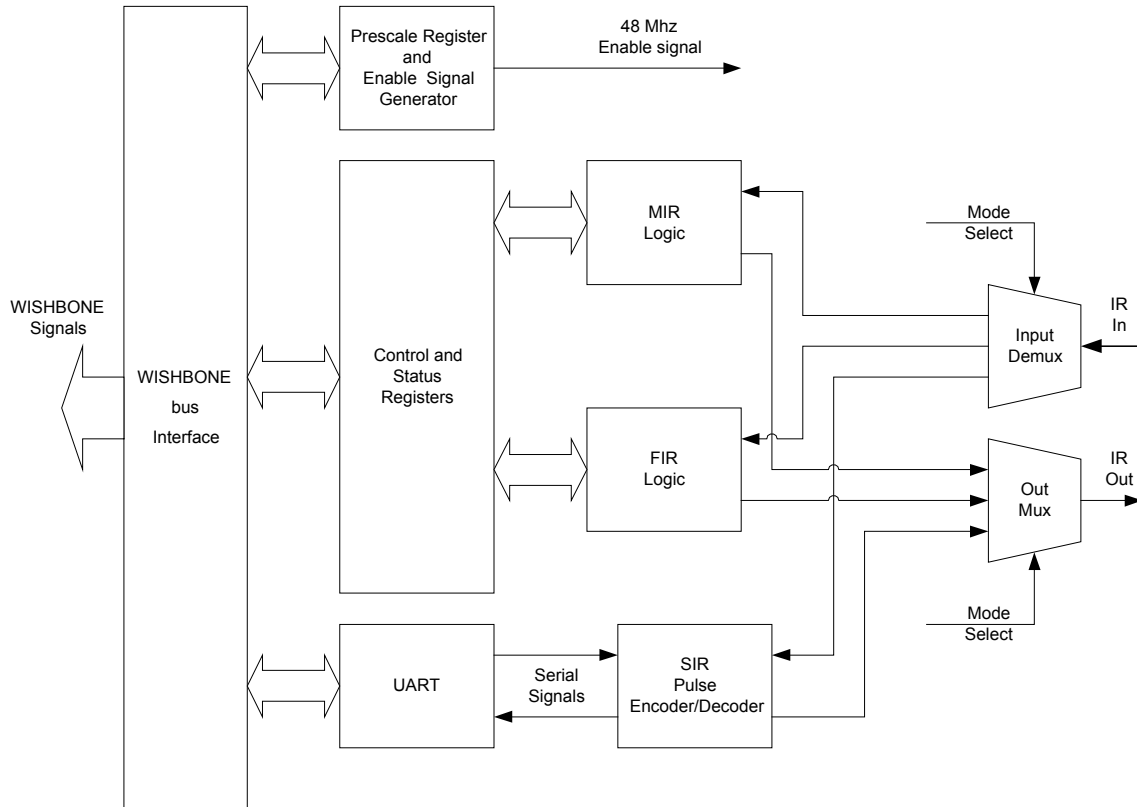 Prescale Register
and
Enable Signal
Generator
48 Mhz
Enable signal
MIR
Logic
Mode
Select
WISHBONE
Signals
WISHBONE
bus
Interface
Control and
Status
Registers
Input
Demux
IR
In
FIR
Logic
Out
Mux
IR
Out
Mode
Select
UART
Serial
Signals
SIR
Pulse
Encoder/Decoder